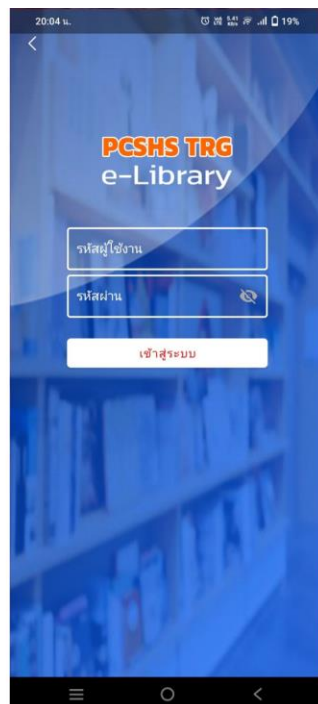 20:04 น.
19%
PCSHS TRG
e-Library
รหัสผู้ใช้งาน
รหัสผ่าน
เข้าสู่ระบบ